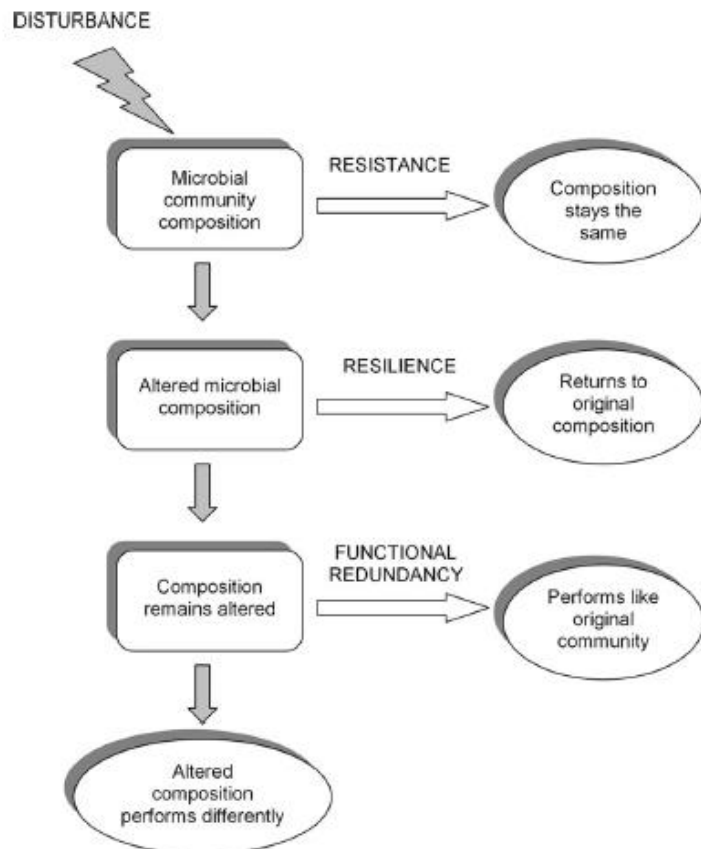 DISTURBANCE
Microbial
community
composition
RESISTANCE
Composition
stays the
same
Altered microbial
composition
RESILIENCE
Returns to
original
composition
Composition
remains altered
FUNCTIONAL
REDUNDANCY
Performs like
original
community
Altered
composition
performs differently